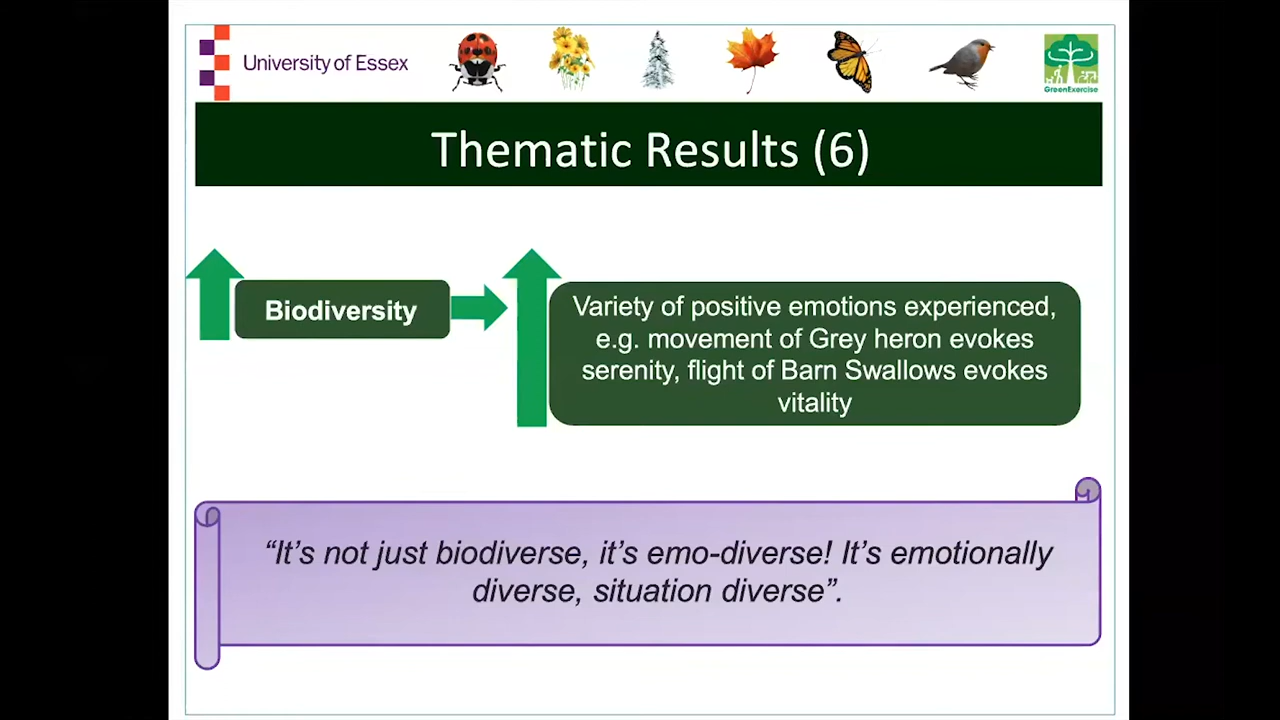 University of Essex
GreenExercise
Thematic Results (6)
Biodiversity
Variety of positive emotions experienced,
e.g. movement of Grey heron evokes
serenity, flight of Barn Swallows evokes
vitality
“It’s not just biodiverse, it’s emo-diverse! It’s emotionally
diverse, situation diverse”.